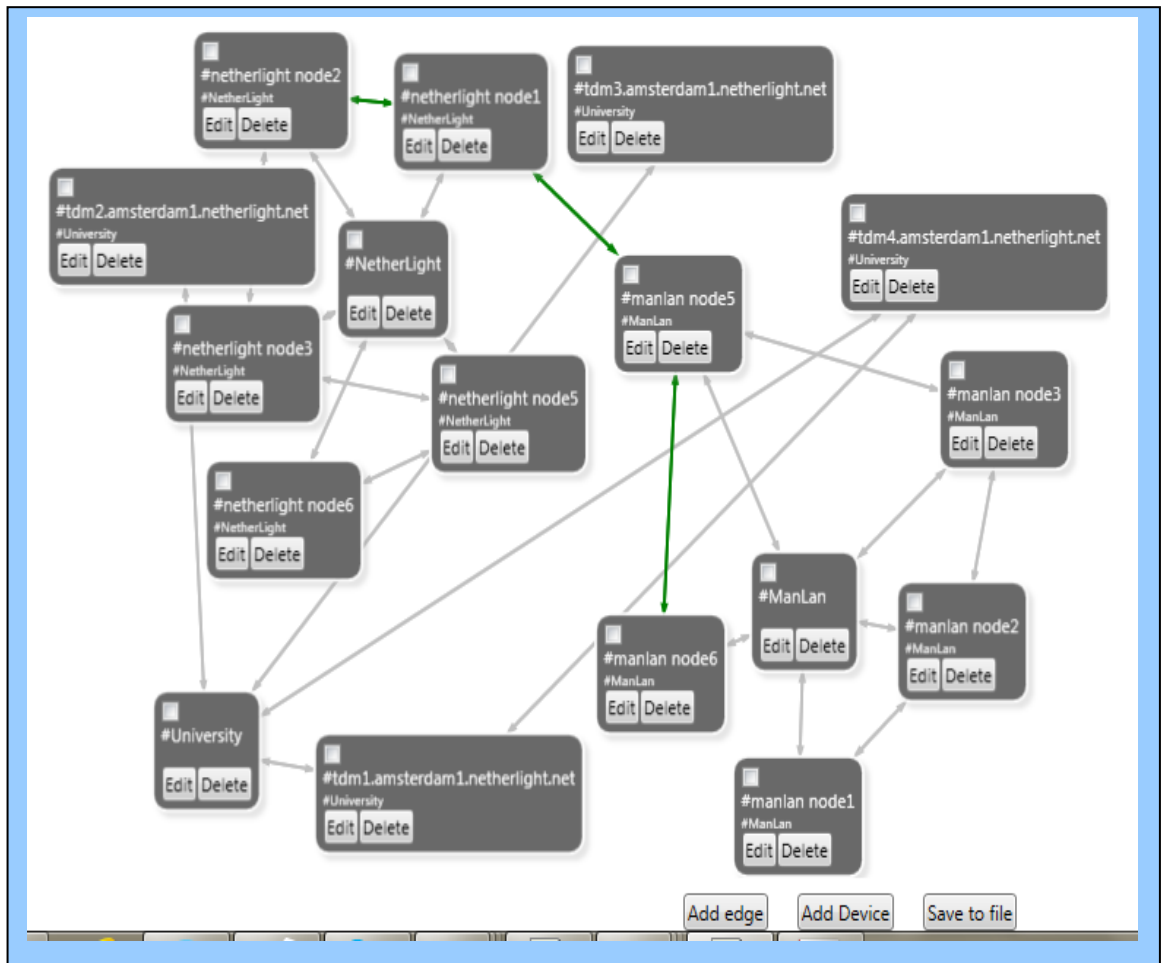 #netherlight node2
#NetherLight
Edit Delete
#netherlight node1
#NetherLight
Edit Delete
#tdm3.amsterdam1.netherlight.net
#University
Edit Delete
#tdm2.amsterdam1.netherlight.net
#University
Edit Delete
#NetherLight
Edit Delete
#tdm4.amsterdam1.netherlight.net
#University
Edit Delete
#manlan node5
#ManLan
Edit Delete
#netherlight node3
#NetherLight
Edit Delete
#netherlight node5
#NetherLight
Edit Delete
#manlan node3
#ManLan
Edit Delete
#netherlight node6
#NetherLight
Edit Delete
#ManLan
Edit Delete
#manlan node2
#ManLan
Edit Delete
#manlan node6
#ManLan
Edit Delete
#University
Edit Delete
#tdm1.amsterdam1.netherlight.net
#University
Edit Delete
#manlan node1
#ManLan
Edit Delete
Add edge Add Device Save to file